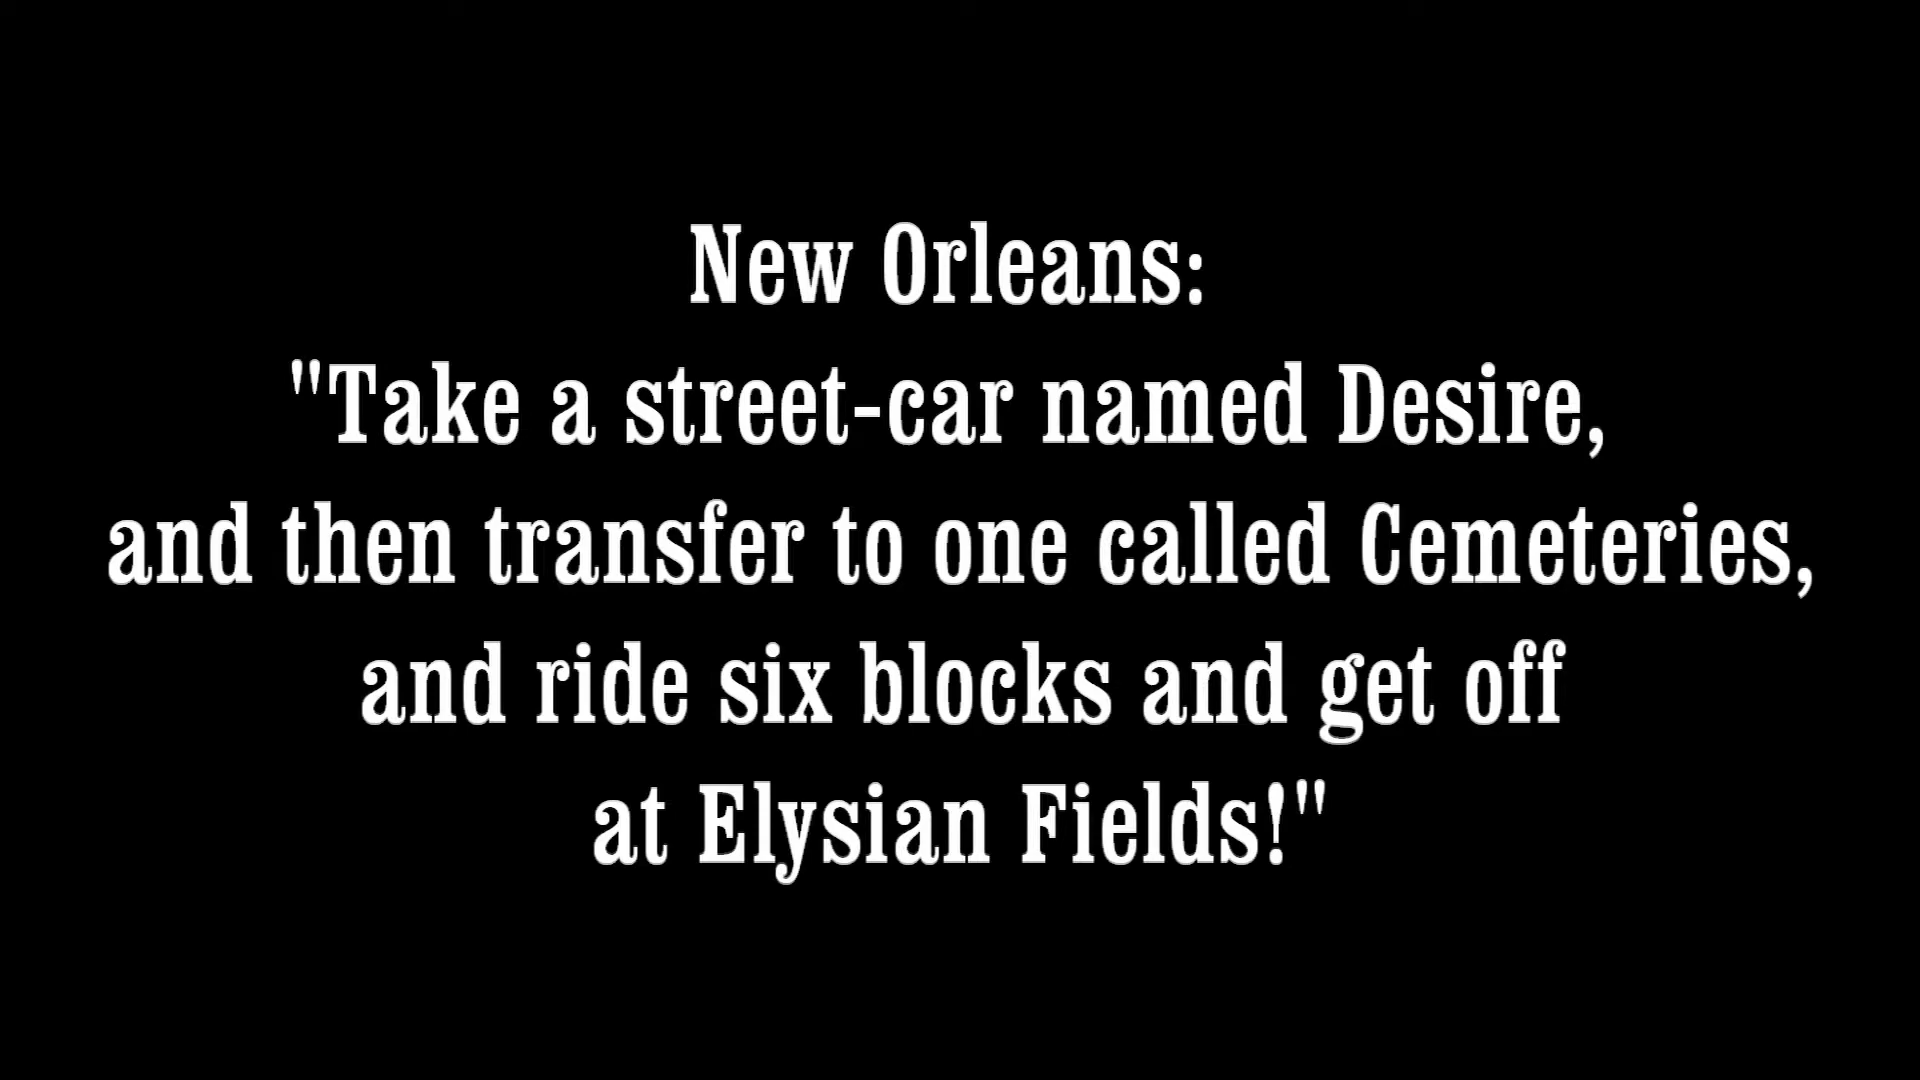 New Orleans:
"Take a street-car named Desire,
and then transfer to one called Cemeteries,
and ride six blocks and get off
at Elysian Fields!"